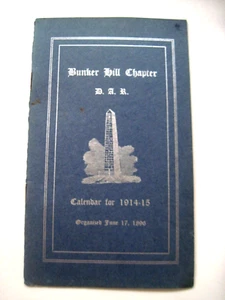 Bunker Hill Chapter
D. A. R.
Calendar for 1914-15
Organized June 17, 1896